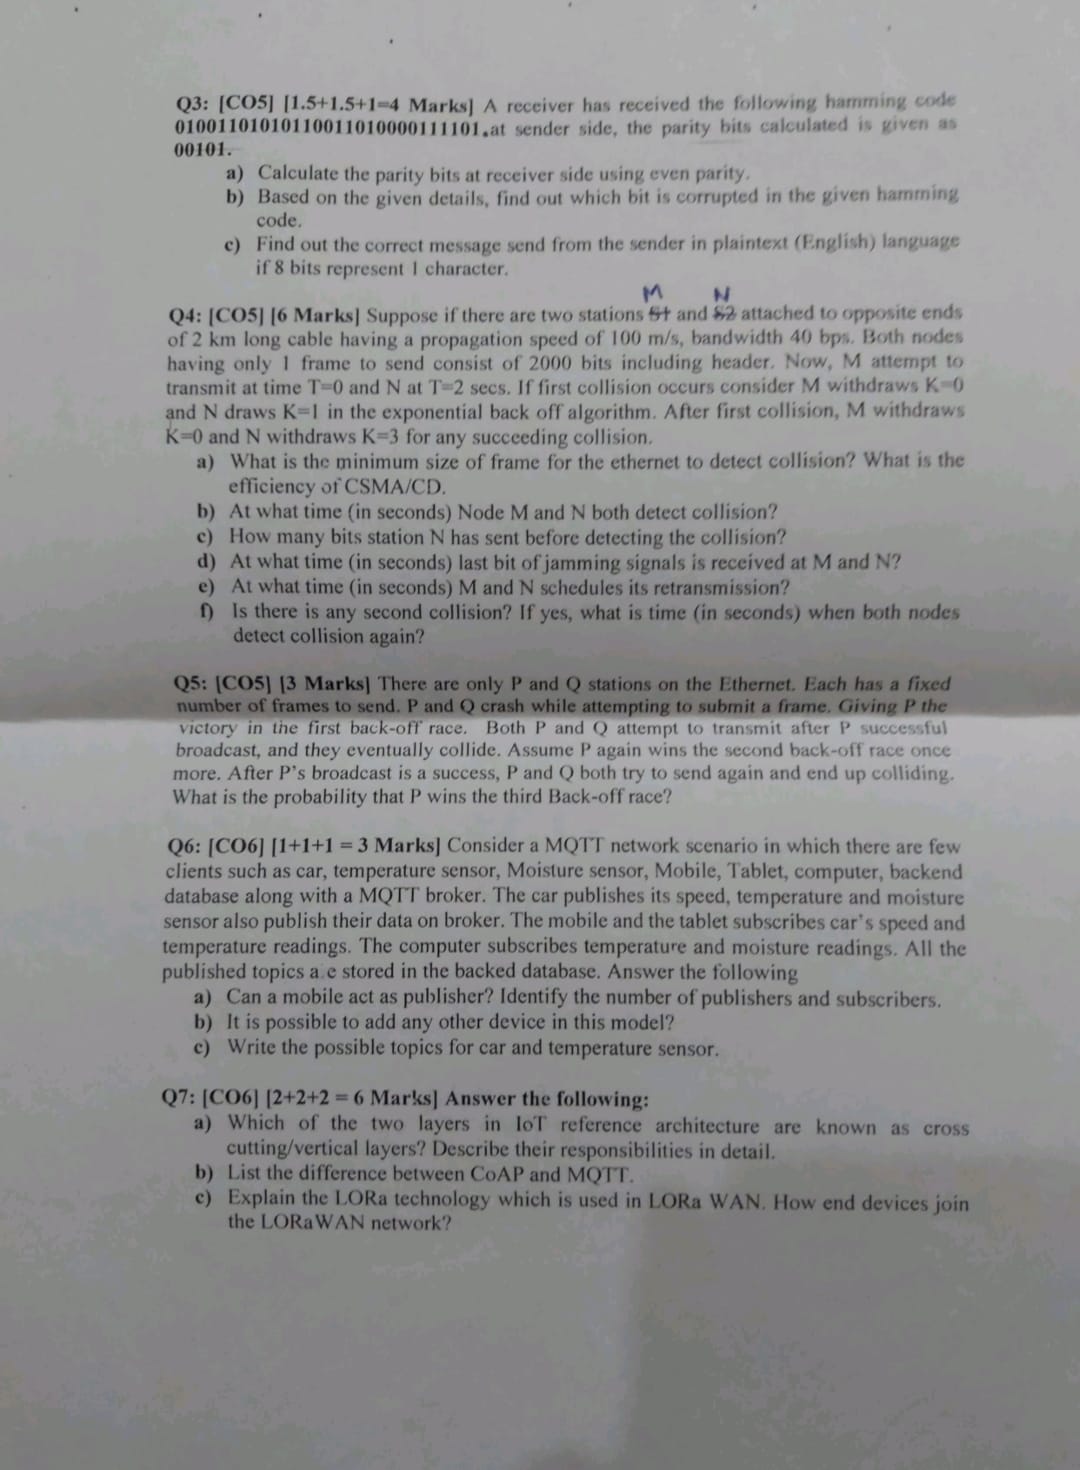 Q3: [CO5] [1.5+1.5+1=4 Marks] A receiver has received the following hamming code
01001101010110011010000111101.at sender side, the parity bits calculated is given as
00101.
a) Calculate the parity bits at receiver side using even parity.
b) Based on the given details, find out which bit is corrupted in the given hamming
code.
c) Find out the correct message send from the sender in plaintext (English) language
if 8 bits represent 1 character.
M N
Q4: [CO5] [6 Marks] Suppose if there are two stations S1 and S2 attached to opposite ends
of 2 km long cable having a propagation speed of 100 m/s, bandwidth 40 bps. Both nodes
having only 1 frame to send consist of 2000 bits including header. Now, M attempt to
transmit at time T=0 and N at T=2 secs. If first collision occurs consider M withdraws K=0
and N draws K=1 in the exponential back off algorithm. After first collision, M withdraws
K=0 and N withdraws K=3 for any succeeding collision.
a) What is the minimum size of frame for the ethernet to detect collision? What is the
efficiency of CSMA/CD.
b) At what time (in seconds) Node M and N both detect collision?
c) How many bits station N has sent before detecting the collision?
d) At what time (in seconds) last bit of jamming signals is received at M and N?
e) At what time (in seconds) M and N schedules its retransmission?
f) Is there is any second collision? If yes, what is time (in seconds) when both nodes
detect collision again?
Q5: [CO5] [3 Marks] There are only P and Q stations on the Ethernet. Each has a fixed
number of frames to send. P and Q crash while attempting to submit a frame. Giving P the
victory in the first back-off race. Both P and Q attempt to transmit after P successful
broadcast, and they eventually collide. Assume P again wins the second back-off race once
more. After P's broadcast is a success, P and Q both try to send again and end up colliding.
What is the probability that P wins the third Back-off race?
Q6: [CO6] [1+1+1 = 3 Marks] Consider a MQTT network scenario in which there are few
clients such as car, temperature sensor, Moisture sensor, Mobile, Tablet, computer, backend
database along with a MQTT broker. The car publishes its speed, temperature and moisture
sensor also publish their data on broker. The mobile and the tablet subscribes car's speed and
temperature readings. The computer subscribes temperature and moisture readings. All the
published topics a e stored in the backed database. Answer the following
a) Can a mobile act as publisher? Identify the number of publishers and subscribers.
b) It is possible to add any other device in this model?
c) Write the possible topics for car and temperature sensor.
Q7: [CO6] [2+2+2 = 6 Marks] Answer the following:
a) Which of the two layers in IoT reference architecture are known as cross
cutting/vertical layers? Describe their responsibilities in detail.
b) List the difference between CoAP and MQTT.
c) Explain the LORa technology which is used in LORa WAN. How end devices join
the LORaWAN network?